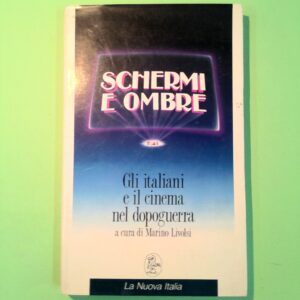 SCHERMI
E OMBRE
Gli italiani
e il cinema
nel dopoguerra
a cura di Marino Livolsi
La Nuova Italia